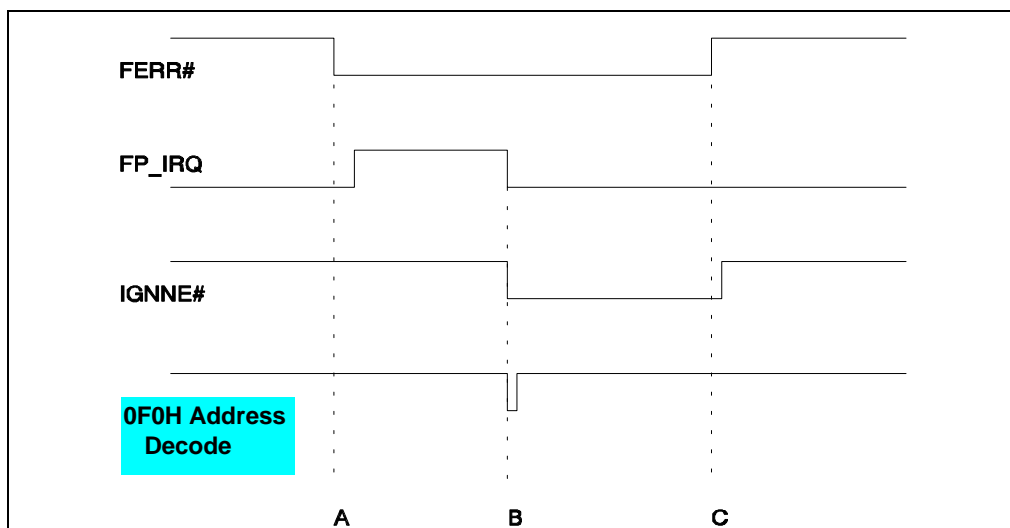 FERR#
FP_IRQ
IGNNE#
0F0H Address
Decode
A B C